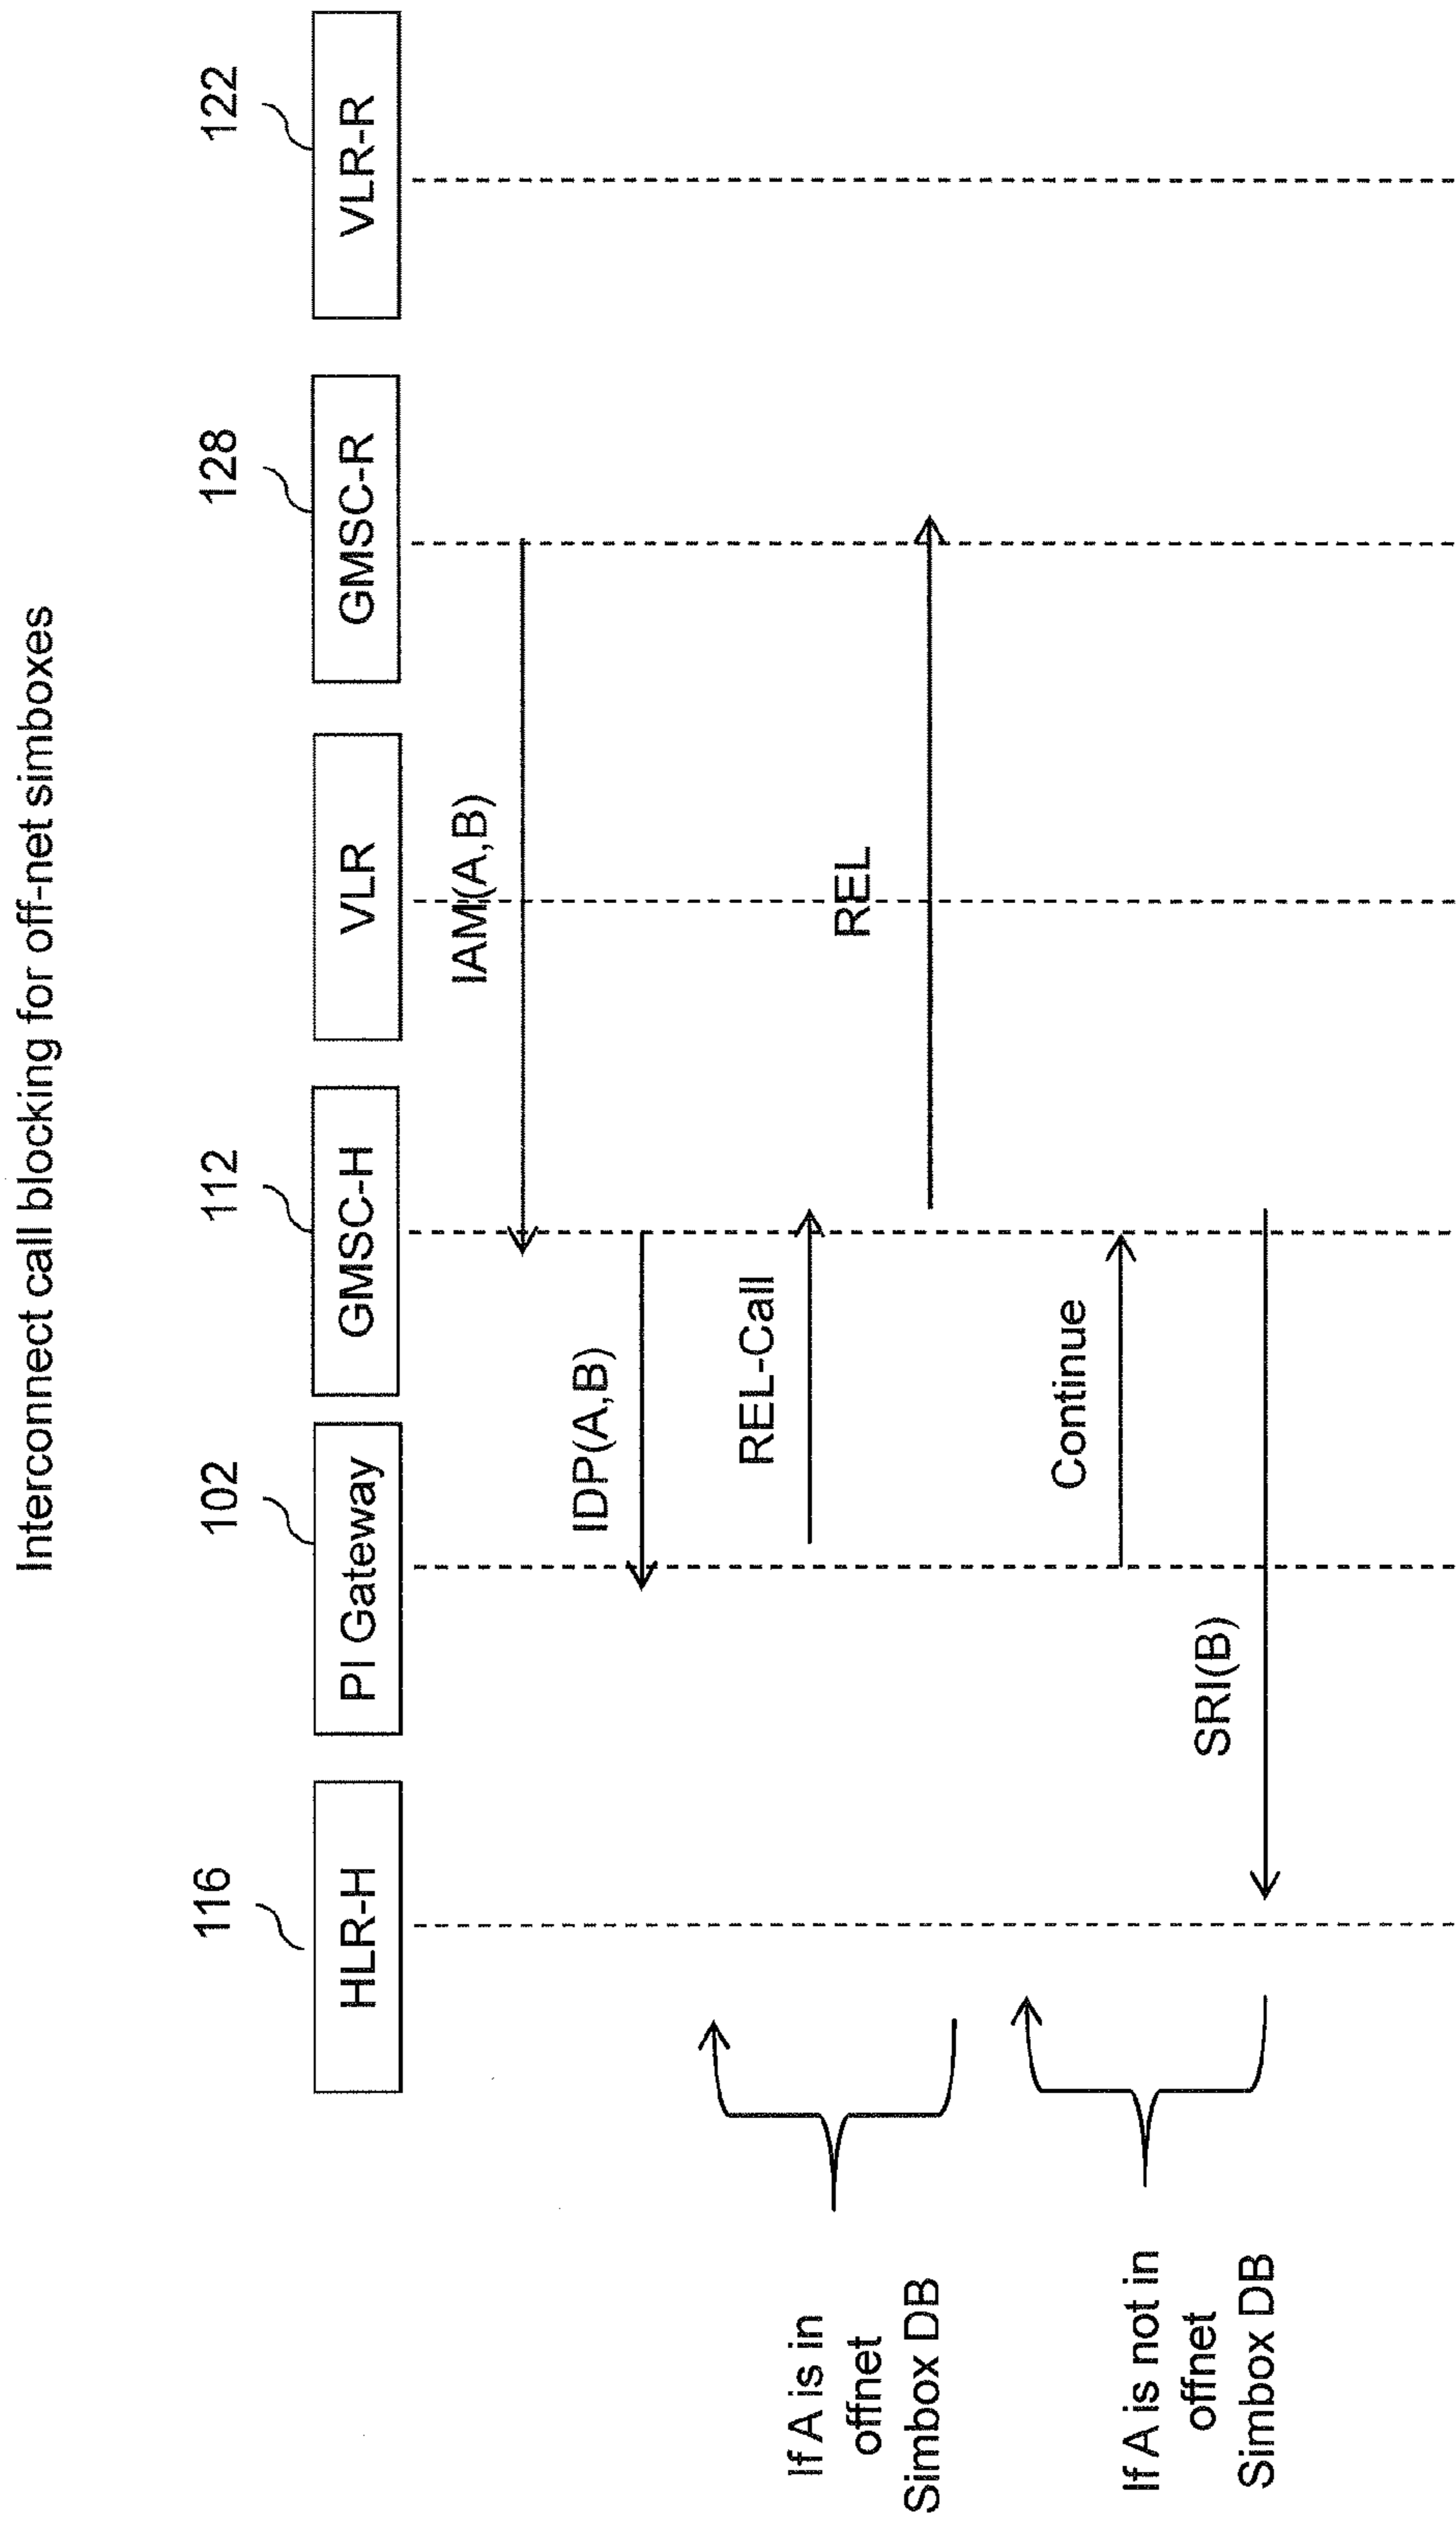 Interconnect call blocking for off-net simboxes
116
102
112
128
122
HLR-H
PI Gateway
GMSC-H
VLR
GMSC-R
VLR-R
IAM(A,B)
IDP(A,B)
If A is in
offnet
Simbox DB
REL-Call
REL
If A is not in
offnet
Simbox DB
Continue
SRI(B)